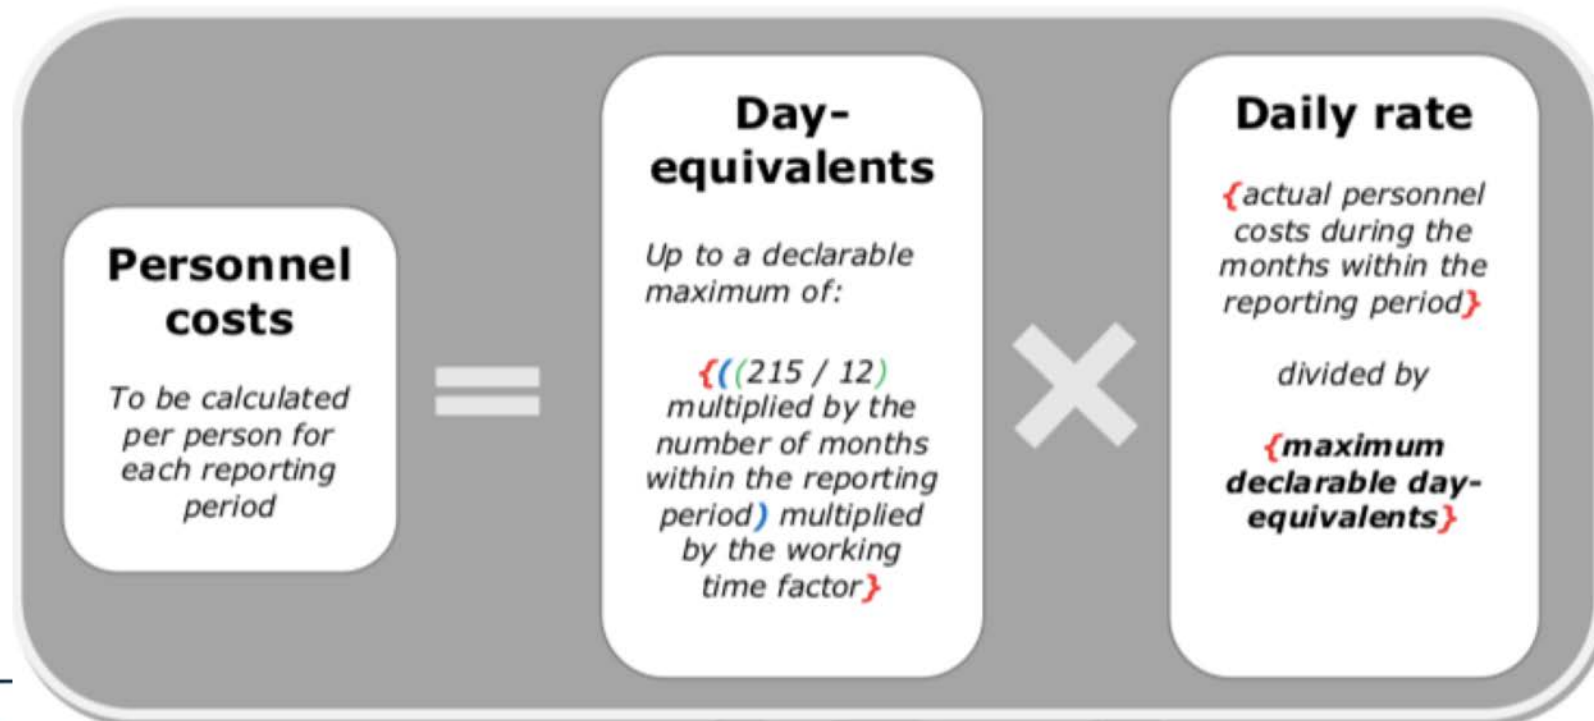 Personnel
costs
To be calculated
per person for
each reporting
period
=
Day-
equivalents
Up to a declarable
maximum of:
{((215 / 12)
multiplied by the
number of months
within the reporting
period) multiplied
by the working
time factor}
×
Daily rate
{actual personnel
costs during the
months within the
reporting period}
divided by
{maximum
declarable day-
equivalents}